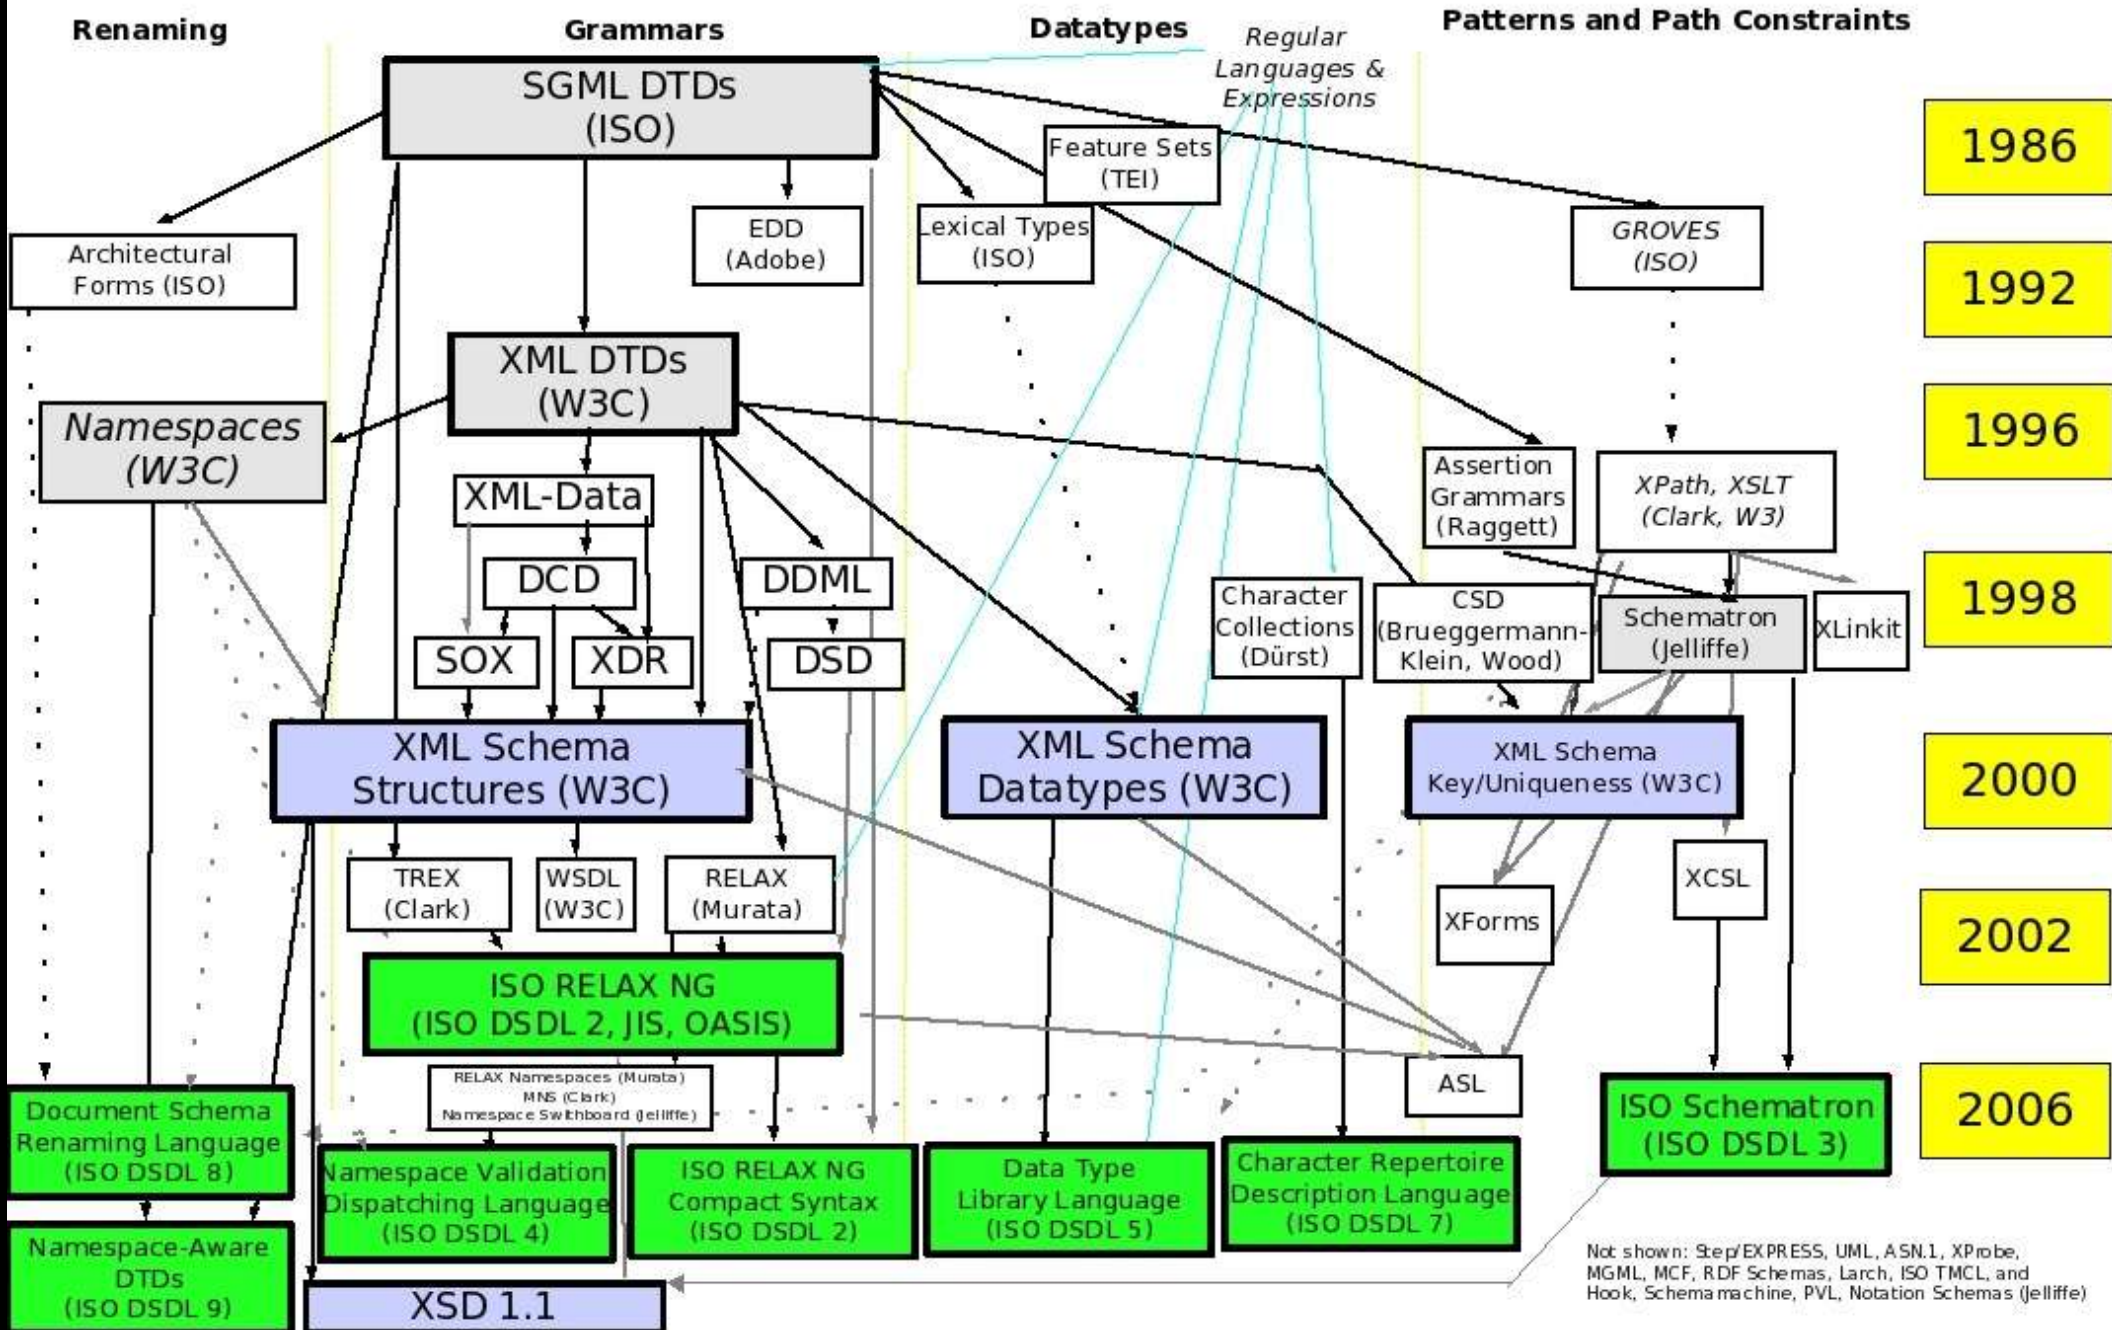 Renaming
Grammars
Datatypes
Patterns and Path Constraints
Regular
Languages &
Expressions
SGML DTDs
(ISO)
1986
Feature Sets
(TEI)
Architectural
Forms (ISO)
EDD
(Adobe)
Lexical Types
(ISO)
GROVES
(ISO)
1992
XML DTDs
(W3C)
Namespaces
(W3C)
1996
Assertion
Grammars
(Raggett)
XPath, XSLT
(Clark, W3)
XML-Data
DCD
DDML
SOX
XDR
DSD
Character
Collections
(Dürst)
CSD
(Brueggermann-
Klein, Wood)
Schematron
(Jelliffe)
XLinkit
1998
XML Schema
Structures (W3C)
XML Schema
Datatypes (W3C)
XML Schema
Key/Uniqueness (W3C)
2000
TREX
(Clark)
WSDL
(W3C)
RELAX
(Murata)
XForms
XCSL
2002
ISO RELAX NG
(ISO DSDL 2, JIS, OASIS)
RELAX Namespaces (Murata)
MNS (Clark)
Namespace Swithboard (Jelliffe)
ASL
2006
Document Schema
Renaming Language
(ISO DSDL 8)
Namespace Validation
Dispatching Language
(ISO DSDL 4)
ISO RELAX NG
Compact Syntax
(ISO DSDL 2)
Data Type
Library Language
(ISO DSDL 5)
Character Repertoire
Description Language
(ISO DSDL 7)
ISO Schematron
(ISO DSDL 3)
Namespace-Aware
DTDs
(ISO DSDL 9)
XSD 1.1
Not shown: Step/EXPRESS, UML, ASN.1, XProbe,
MGML, MCF, RDF Schemas, Larch, ISO TMCL, and
Hook, Schemamachine, PVL, Notation Schemas (Jelliffe)